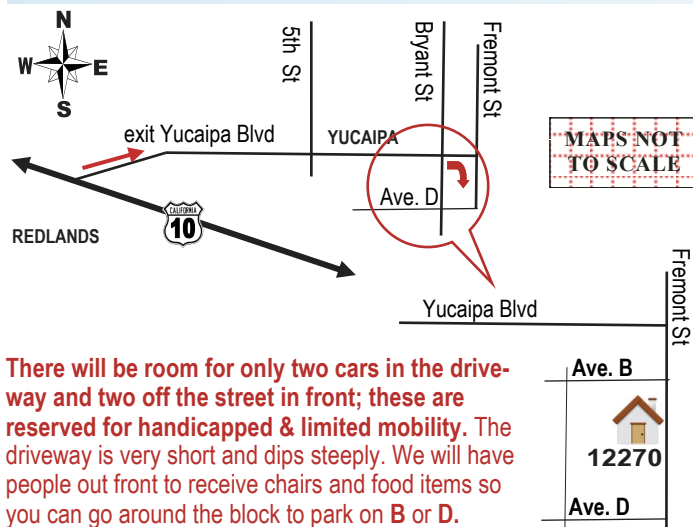 N
W
E
S
5th St
Bryant St
Fremont St
exit Yucaipa Blvd
YUCAIPA
MAPS NOT
TO SCALE
Ave. D
CALIFORNIA
10
REDLANDS
Fremont St
Yucaipa Blvd
Ave. B
12270
Ave. D
There will be room for only two cars in the drive-
way and two off the street in front; these are
reserved for handicapped & limited mobility. The
driveway is very short and dips steeply. We will have
people out front to receive chairs and food items so
you can go around the block to park on B or D.